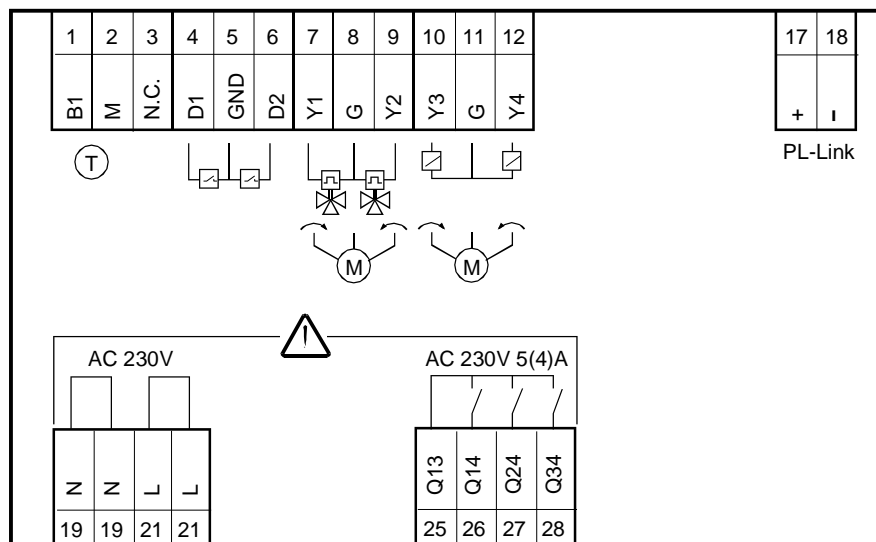 1 2 3 4 5 6 7 8 9 10 11 12 17 18
B1 M N.C. D1 GND D2 Y1 G Y2 Y3 G Y4 + -
T
PL-Link
M M
!
AC 230V AC 230V 5(4)A
N N L L Q13 Q14 Q24 Q34
19 19 21 21 25 26 27 28